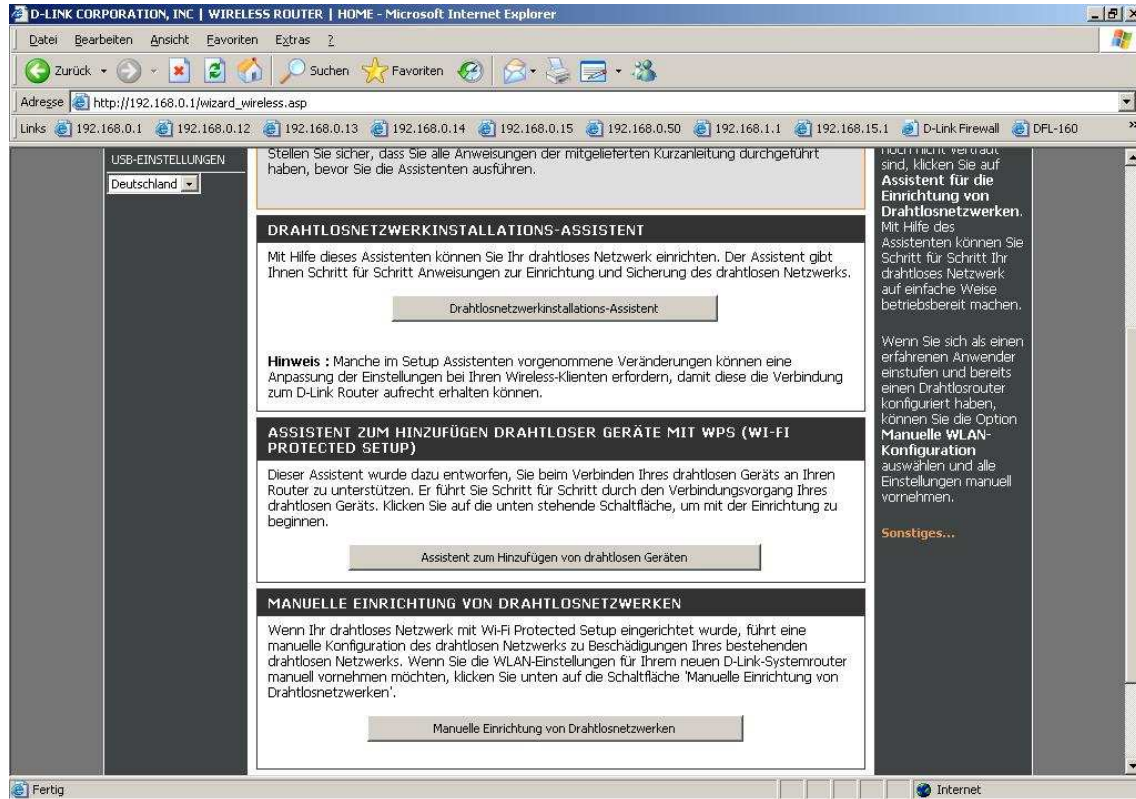 D-LINK CORPORATION, INC | WIRELESS ROUTER | HOME - Microsoft Internet Explorer
Datei Bearbeiten Ansicht Favoriten Extras ?
Zurück Suchen Favoriten
Adresse http://192.168.0.1/wizard_wireless.asp
Links 192.168.0.1 192.168.0.12 192.168.0.13 192.168.0.14 192.168.0.15 192.168.0.50 192.168.1.1 192.168.15.1 D-Link Firewall DFL-160 »
USB-EINSTELLUNGEN
Deutschland
Stellen Sie sicher, dass Sie alle Anweisungen der mitgelieferten Kurzanleitung durchgeführt
haben, bevor Sie die Assistenten ausführen.
DRAHTLOSNETZWERKINSTALLATIONS-ASSISTENT
Mit Hilfe dieses Assistenten können Sie Ihr drahtloses Netzwerk einrichten. Der Assistent gibt
Ihnen Schritt für Schritt Anweisungen zur Einrichtung und Sicherung des drahtlosen Netzwerks.
Drahtlosnetzwerkinstallations-Assistent
Hinweis : Manche im Setup Assistenten vorgenommene Veränderungen können eine
Anpassung der Einstellungen bei Ihren Wireless-Klienten erfordern, damit diese die Verbindung
zum D-Link Router aufrecht erhalten können.
ASSISTENT ZUM HINZUFÜGEN DRAHTLOSER GERÄTE MIT WPS (WI-FI
PROTECTED SETUP)
Dieser Assistent wurde dazu entworfen, Sie beim Verbinden Ihres drahtlosen Geräts an Ihren
Router zu unterstützen. Er führt Sie Schritt für Schritt durch den Verbindungsvorgang Ihres
drahtlosen Geräts. Klicken Sie auf die unten stehende Schaltfläche, um mit der Einrichtung zu
beginnen.
Assistent zum Hinzufügen von drahtlosen Geräten
MANUELLE EINRICHTUNG VON DRAHTLOSNETZWERKEN
Wenn Ihr drahtloses Netzwerk mit Wi-Fi Protected Setup eingerichtet wurde, führt eine
manuelle Konfiguration des drahtlosen Netzwerks zu Beschädigungen Ihres bestehenden
drahtlosen Netzwerks. Wenn Sie die WLAN-Einstellungen für Ihrem neuen D-Link-Systemrouter
manuell vornehmen möchten, klicken Sie unten auf die Schaltfläche 'Manuelle Einrichtung von
Drahtlosnetzwerken'.
Manuelle Einrichtung von Drahtlosnetzwerken
noch nicht vertraut
sind, klicken Sie auf
Assistent für die
Einrichtung von
Drahtlosnetzwerken.
Mit Hilfe des
Assistenten können Sie
Schritt für Schritt Ihr
drahtloses Netzwerk
auf einfache Weise
betriebsbereit machen.
Wenn Sie sich als einen
erfahrenen Anwender
einstufen und bereits
einen Drahtlosrouter
konfiguriert haben,
können Sie die Option
Manuelle WLAN-
Konfiguration
auswählen und alle
Einstellungen manuell
vornehmen.
Sonstiges...
Fertig
Internet